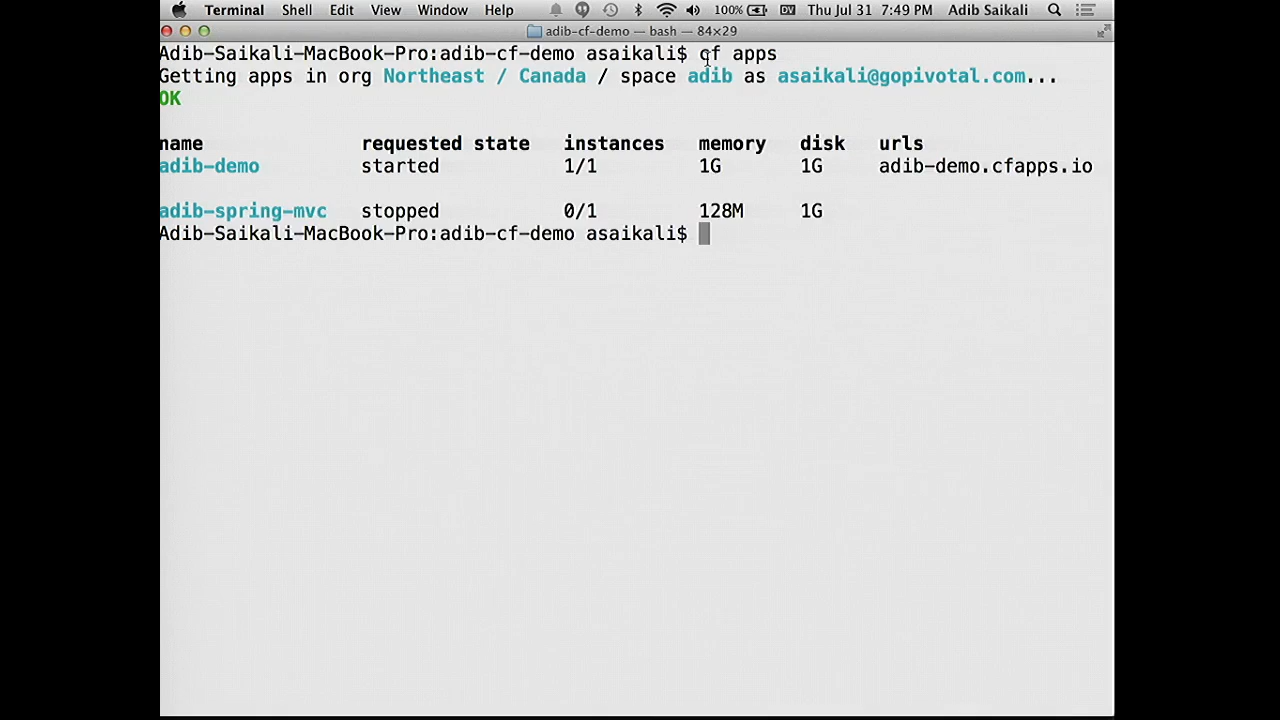 Terminal Shell Edit View Window Help 100% DV Thu Jul 31 7:49 PM Adib Saikali
adib-cf-demo — bash — 84×29
Adib-Saikali-MacBook-Pro:adib-cf-demo asaikali$ cf apps
Getting apps in org Northeast / Canada / space adib as asaikali@gopivotal.com...
OK
name requested state instances memory disk urls
adib-demo started 1/1 1G 1G adib-demo.cfapps.io
adib-spring-mvc stopped 0/1 128M 1G
Adib-Saikali-MacBook-Pro:adib-cf-demo asaikali$